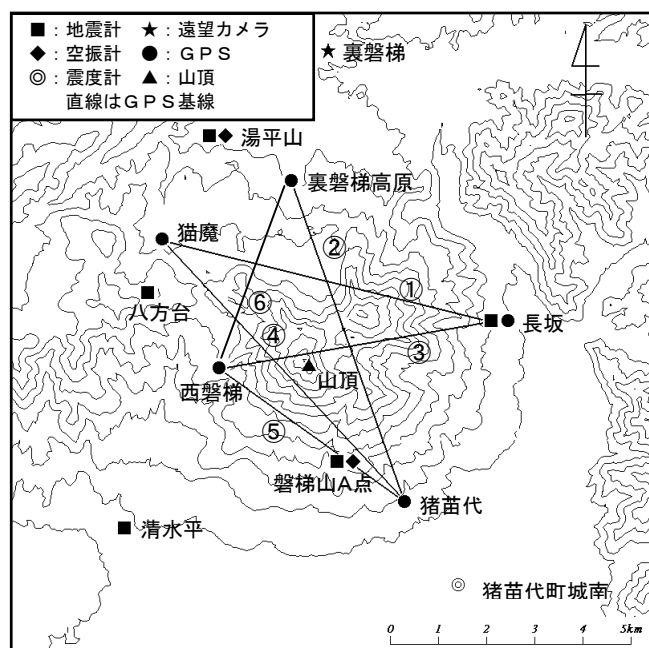 ■：地震計 ★：遠望カメラ
◆：空振計 ●：ＧＰＳ
◎：震度計 ▲：山頂
直線はＧＰＳ基線
裏磐梯
湯平山
裏磐梯高原
猫魔
②
①
八方台
⑥
④
長坂
③
山頂
西磐梯
⑤
磐梯山A点
猪苗代
清水平
猪苗代町城南
0 1 2 3 4 5km